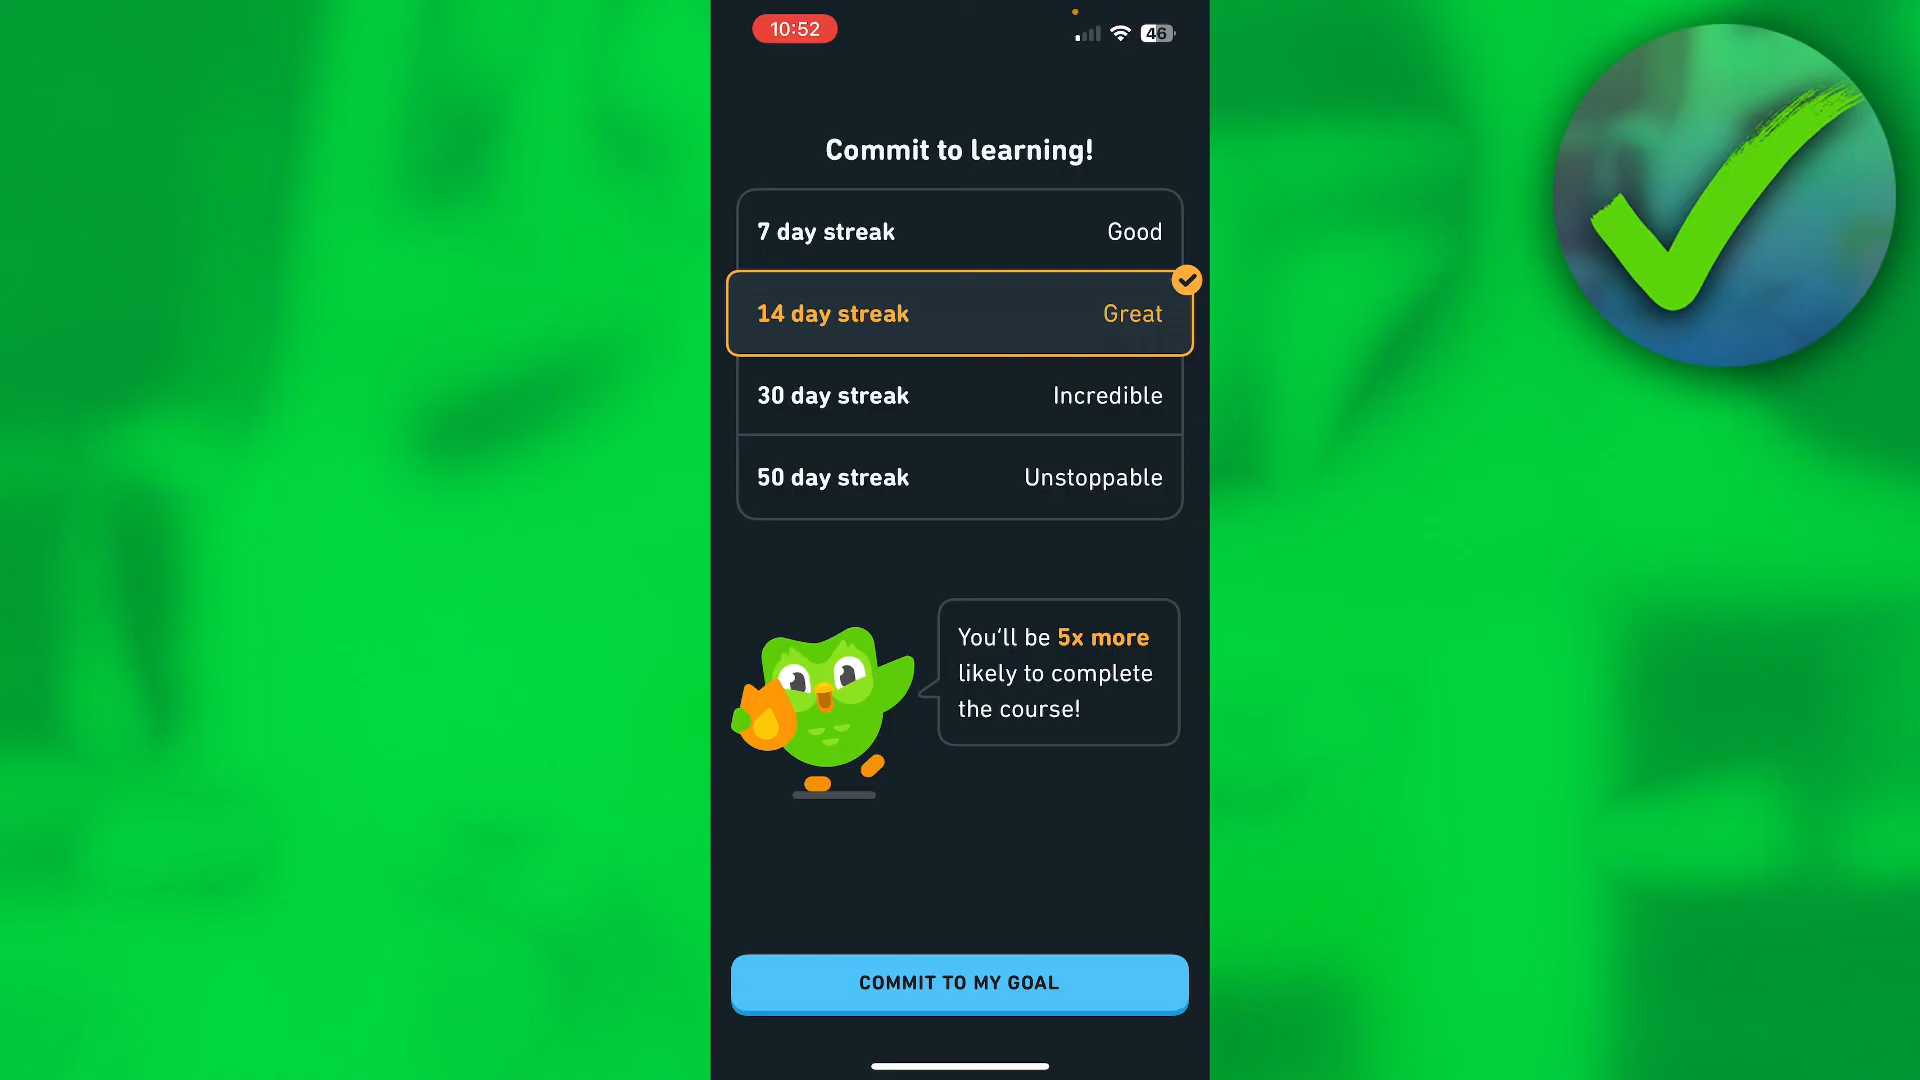 10:52
46
Commit to learning!
7 day streak Good
14 day streak Great
30 day streak Incredible
50 day streak Unstoppable
You'll be 5x more
likely to complete
the course!
COMMIT TO MY GOAL